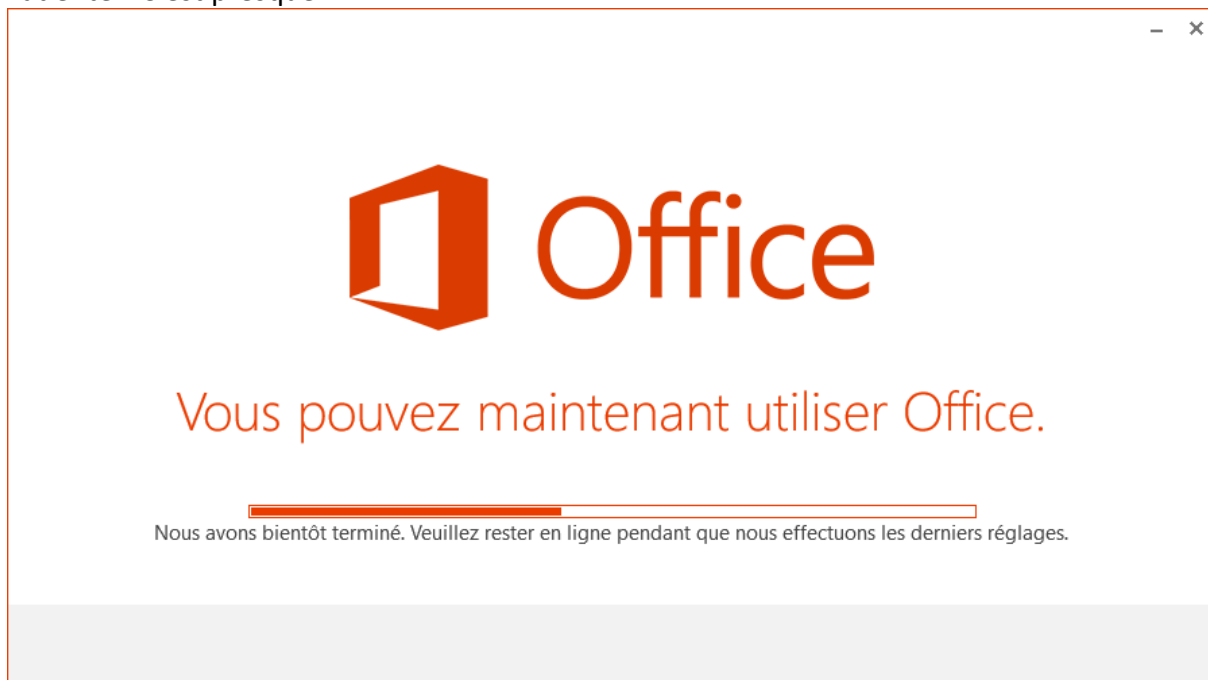 Office
Vous pouvez maintenant utiliser Office.
Nous avons bientôt terminé. Veuillez rester en ligne pendant que nous effectuons les derniers réglages.